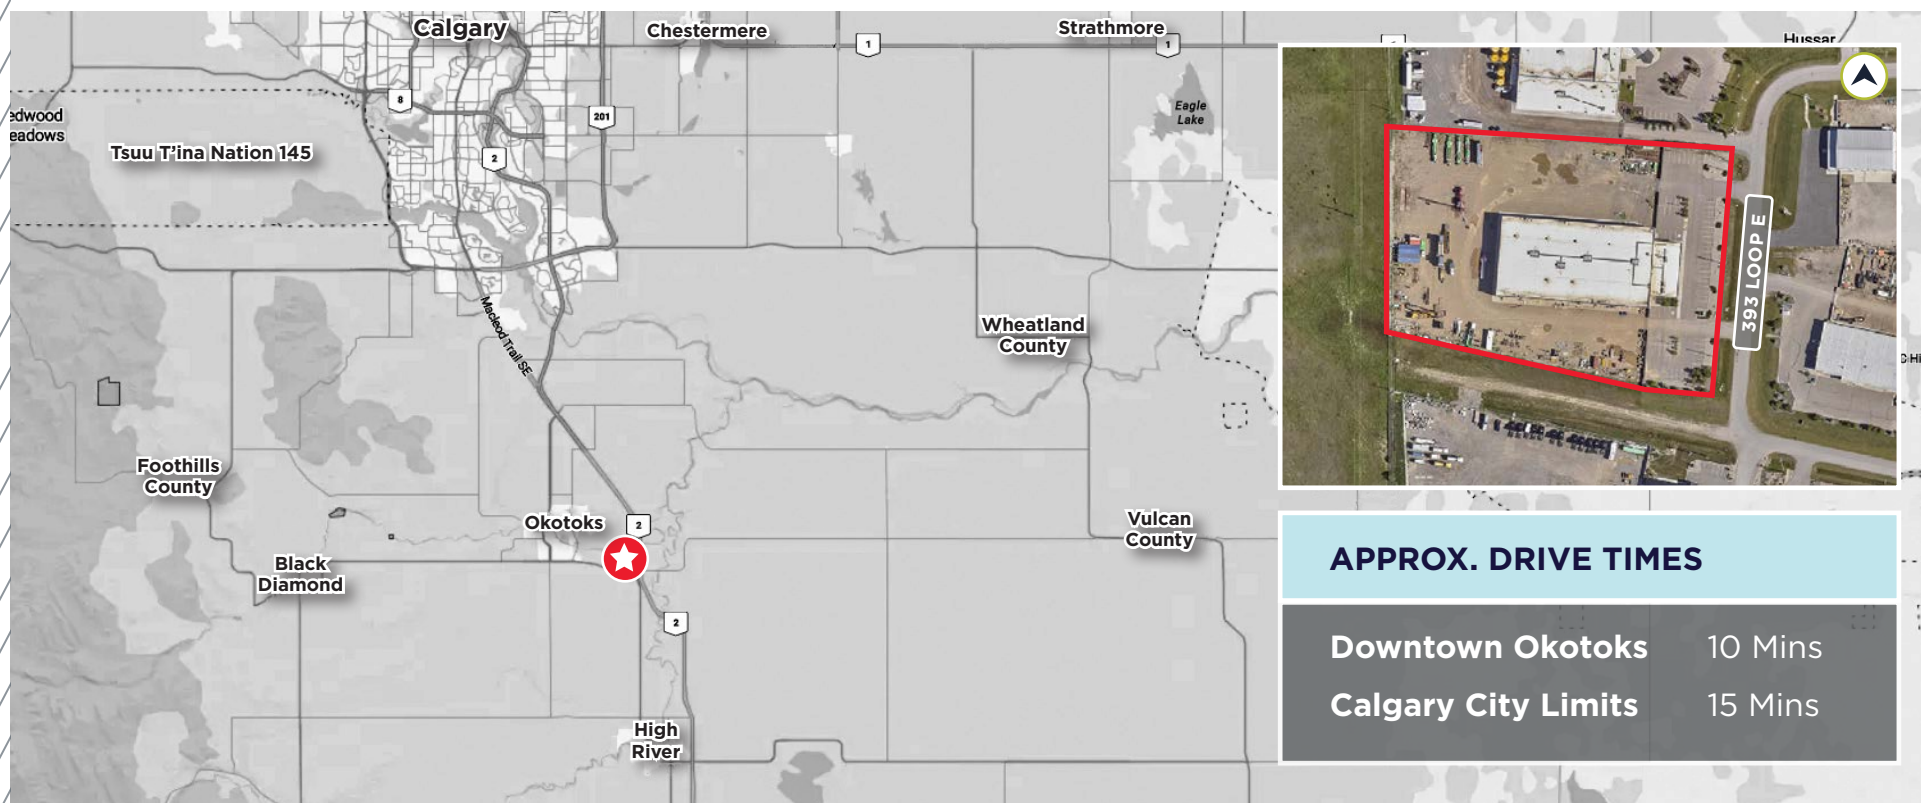 Calgary
Chestermere
Strathmore
Hussar
1
1
8
201
2
edwood
eadows
Tsuu T'ina Nation 145
Eagle
Lake
Macleod Trail SE
Wheatland
County
393 LOOP E
Foothills
County
Okotoks
2
Vulcan
County
Black
Diamond
2
High
River
APPROX. DRIVE TIMES
Downtown Okotoks 10 Mins
Calgary City Limits 15 Mins